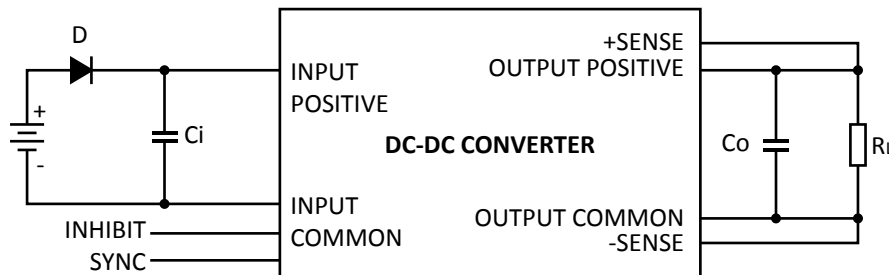 D
+SENSE
OUTPUT POSITIVE
INPUT
POSITIVE
+
-
Ci
DC-DC CONVERTER
Co
INPUT
COMMON
OUTPUT COMMON
-SENSE
INHIBIT
SYNC